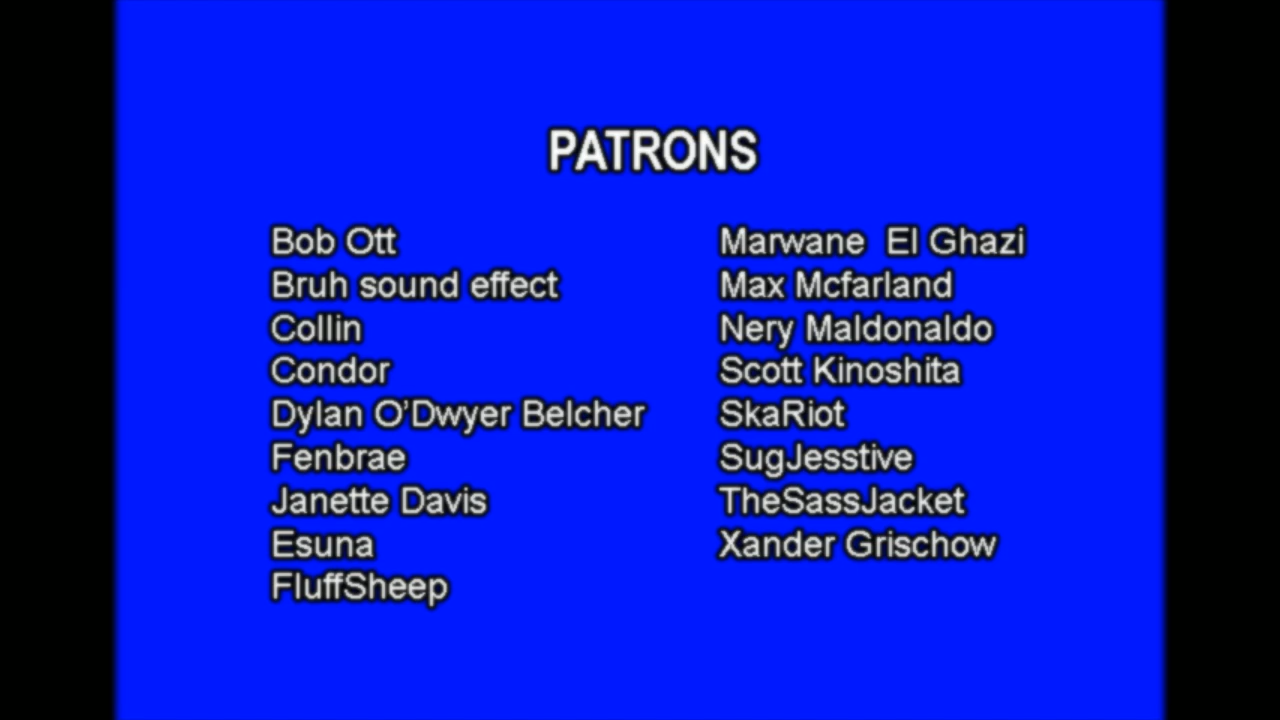 PATRONS
Bob Ott
Bruh sound effect
Collin
Condor
Dylan O'Dwyer Belcher
Fenbrae
Janette Davis
Esuna
FluffSheep
Marwane  El Ghazi
Max Mcfarland
Nery Maldonaldo
Scott Kinoshita
SkaRiot
SugJesstive
TheSassJacket
Xander Grischow